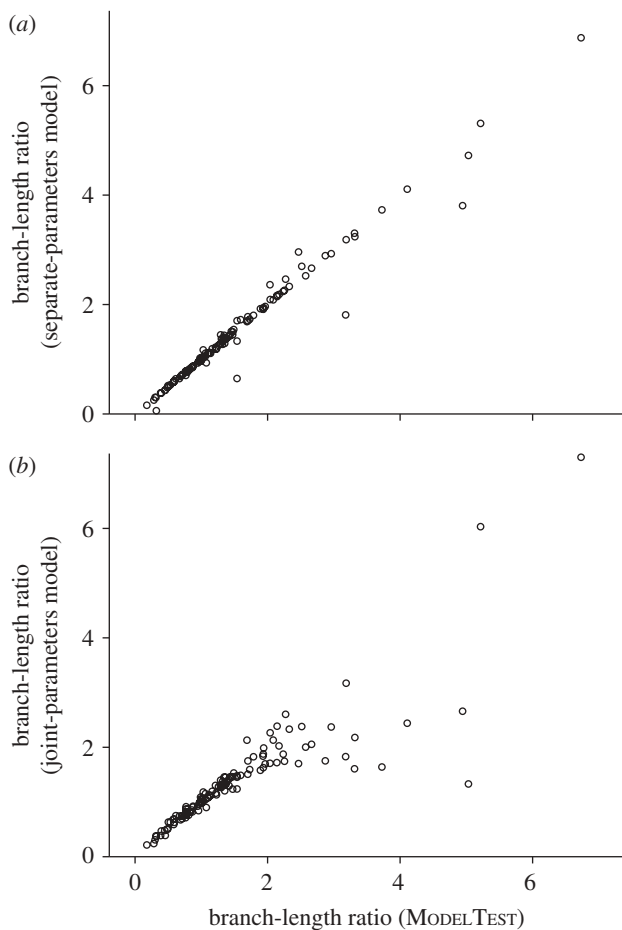 (a)
6
4
2
0
branch-length ratio
(separate-parameters model)
(b)
6
4
2
0
branch-length ratio
(joint-parameters model)
0 2 4 6
branch-length ratio (MODELTEST)